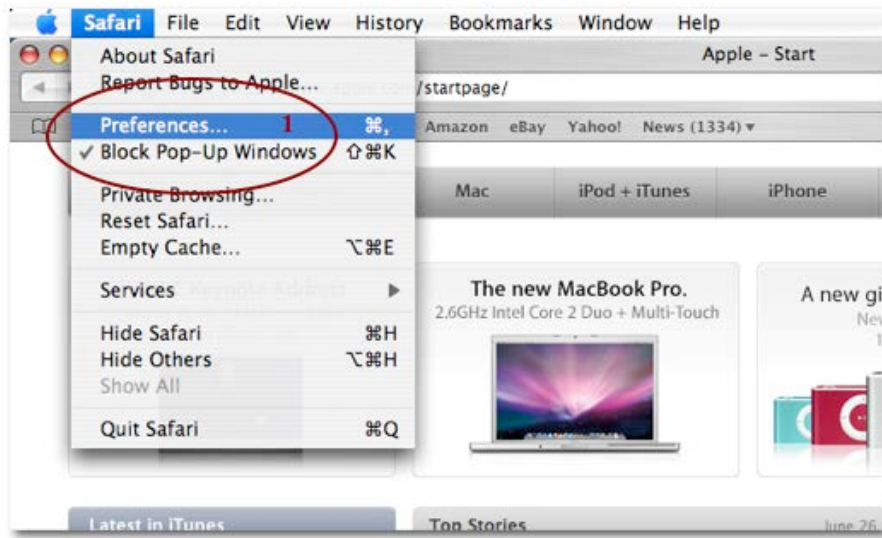 Safari File Edit View History Bookmarks Window Help
Apple – Start
/startpage/
Amazon eBay Yahoo! News (1334) ▾
About Safari
Report Bugs to Apple...
Preferences... 1 ⌘,
✓ Block Pop-Up Windows ⇧⌘K
Private Browsing...
Reset Safari...
Empty Cache... ⌥⌘E
Services ▶
Hide Safari ⌘H
Hide Others ⌥⌘H
Show All
Quit Safari ⌘Q
Mac iPod + iTunes iPhone
The new MacBook Pro.
2.6GHz Intel Core 2 Duo + Multi-Touch
A new gi
Nev
Latest in iTunes
Top Stories June 26,